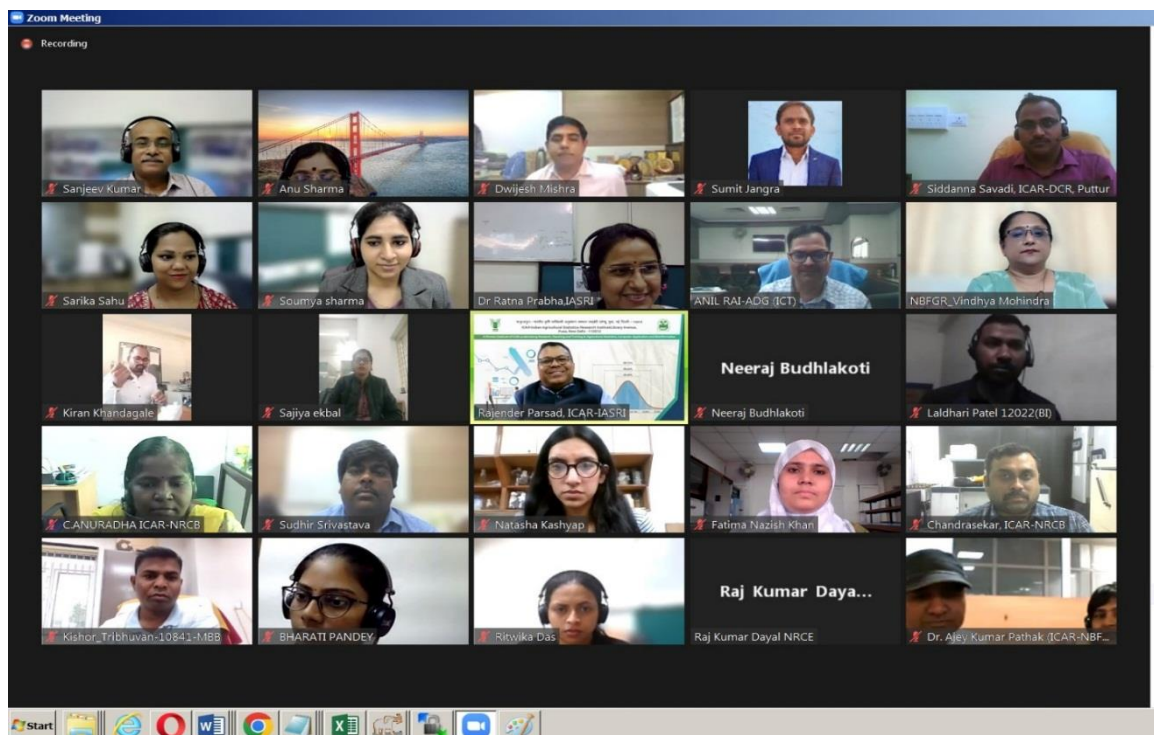 Zoom Meeting
Recording
Sanjeev Kumar
Anu Sharma
Dwijesh Mishra
Sumit Jangra
Siddanna Savadi, ICAR-DCR, Puttur
Sarika Sahu
Soumya sharma
Dr Ratna Prabha,IASRI
ANIL RAI-ADG (ICT)
NBFGR_Vindhya Mohindra
Kiran Khandagale
Sajiya ekbal
Rajender Parsad, ICAR-IASRI
Neeraj Budhlakoti
Neeraj Budhlakoti
Laldhari Patel 12022(BI)
C.ANURADHA ICAR-NRCB
Sudhir Srivastava
Natasha Kashyap
Fatima Nazish Khan
Chandrasekar, ICAR-NRCB
Kishor_Tribhuvan-10841-MBB
BHARATI PANDEY
Ritwika Das
Raj Kumar Daya...
Raj Kumar Dayal NRCE
Dr. Ajey Kumar Pathak (ICAR-NBF...
Start